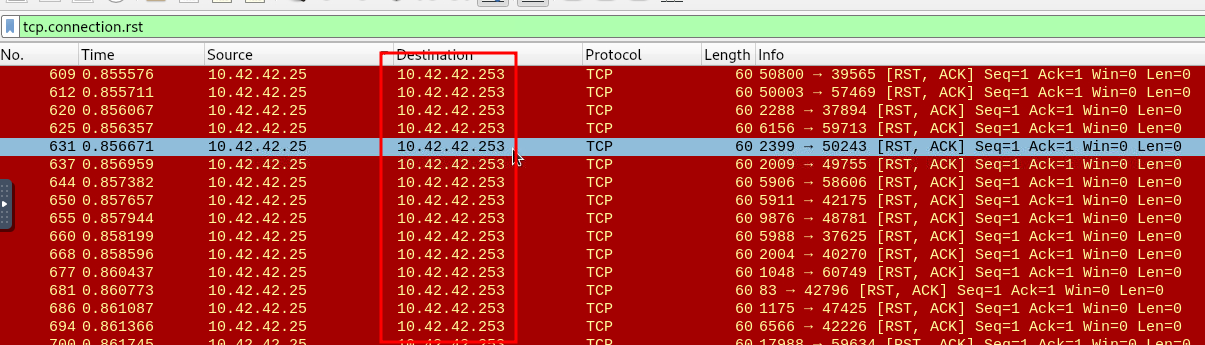 tcp.connection.rst
No. Time Source Destination Protocol Length Info
609 0.855576 10.42.42.25 10.42.42.253 TCP 60 50800 → 39565 [RST, ACK] Seq=1 Ack=1 Win=0 Len=0
612 0.855711 10.42.42.25 10.42.42.253 TCP 60 50003 → 57469 [RST, ACK] Seq=1 Ack=1 Win=0 Len=0
620 0.856067 10.42.42.25 10.42.42.253 TCP 60 2288 → 37894 [RST, ACK] Seq=1 Ack=1 Win=0 Len=0
625 0.856357 10.42.42.25 10.42.42.253 TCP 60 6156 → 59713 [RST, ACK] Seq=1 Ack=1 Win=0 Len=0
631 0.856671 10.42.42.25 10.42.42.253 TCP 60 2399 → 50243 [RST, ACK] Seq=1 Ack=1 Win=0 Len=0
637 0.856959 10.42.42.25 10.42.42.253 TCP 60 2009 → 49755 [RST, ACK] Seq=1 Ack=1 Win=0 Len=0
644 0.857382 10.42.42.25 10.42.42.253 TCP 60 5906 → 58606 [RST, ACK] Seq=1 Ack=1 Win=0 Len=0
650 0.857657 10.42.42.25 10.42.42.253 TCP 60 5911 → 42175 [RST, ACK] Seq=1 Ack=1 Win=0 Len=0
655 0.857944 10.42.42.25 10.42.42.253 TCP 60 9876 → 48781 [RST, ACK] Seq=1 Ack=1 Win=0 Len=0
660 0.858199 10.42.42.25 10.42.42.253 TCP 60 5988 → 37625 [RST, ACK] Seq=1 Ack=1 Win=0 Len=0
668 0.858596 10.42.42.25 10.42.42.253 TCP 60 2004 → 40270 [RST, ACK] Seq=1 Ack=1 Win=0 Len=0
677 0.860437 10.42.42.25 10.42.42.253 TCP 60 1048 → 60749 [RST, ACK] Seq=1 Ack=1 Win=0 Len=0
681 0.860773 10.42.42.25 10.42.42.253 TCP 60 83 → 42796 [RST, ACK] Seq=1 Ack=1 Win=0 Len=0
686 0.861087 10.42.42.25 10.42.42.253 TCP 60 1175 → 47425 [RST, ACK] Seq=1 Ack=1 Win=0 Len=0
694 0.861366 10.42.42.25 10.42.42.253 TCP 60 6566 → 42226 [RST, ACK] Seq=1 Ack=1 Win=0 Len=0
700 0.861745 10.42.42.25 10.42.42.253 TCP 60 17988 → 59634 [RST, ACK] Seq=1 Ack=1 Win=0 Len=0